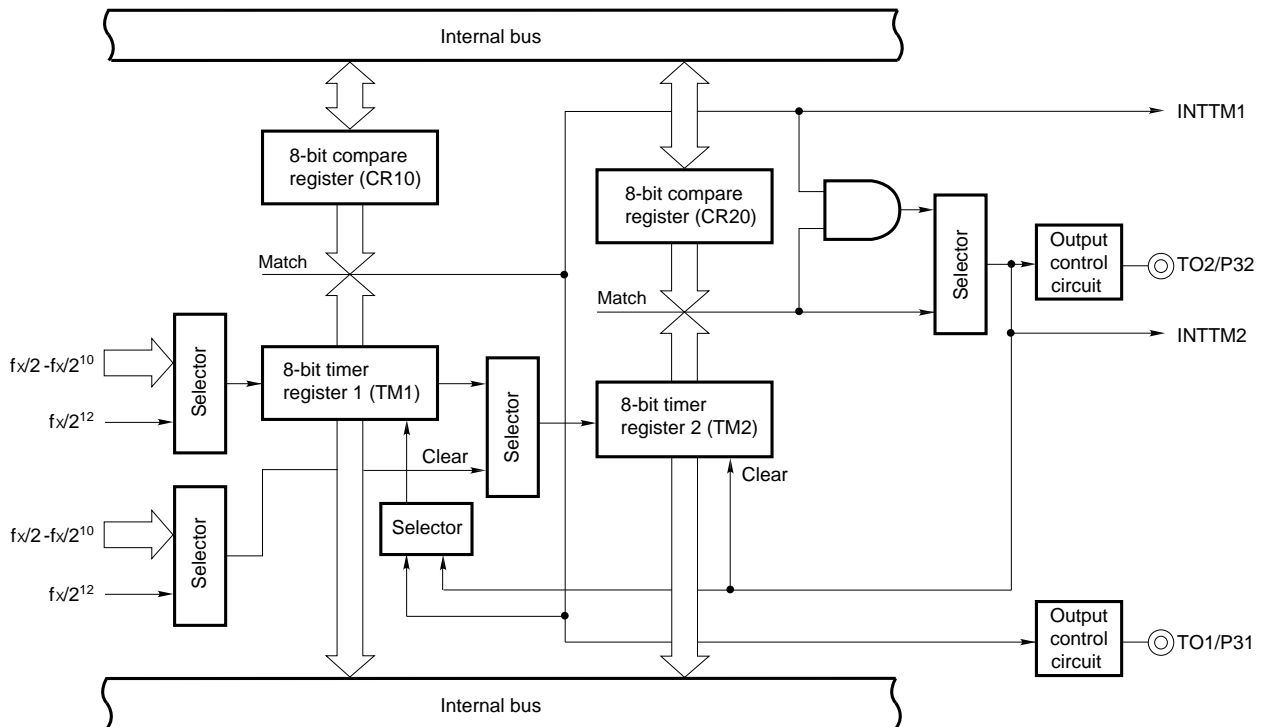 Internal bus
INTTM1
8-bit compare
register (CR10)
8-bit compare
register (CR20)
Match
Selector
Output
control
circuit
TO2/P32
Match
INTTM2
fx/2 -fx/2¹⁰
fx/2¹²
Selector
8-bit timer
register 1 (TM1)
Selector
8-bit timer
register 2 (TM2)
Clear
Clear
fx/2 -fx/2¹⁰
fx/2¹²
Selector
Selector
Output
control
circuit
TO1/P31
Internal bus